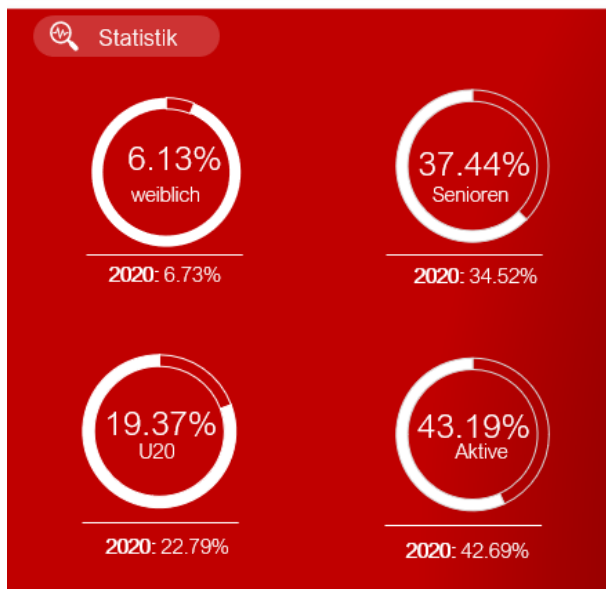 Statistik
6.13%
weiblich
2020: 6.73%
37.44%
Senioren
2020: 34.52%
19.37%
U20
2020: 22.79%
43.19%
Aktive
2020: 42.69%